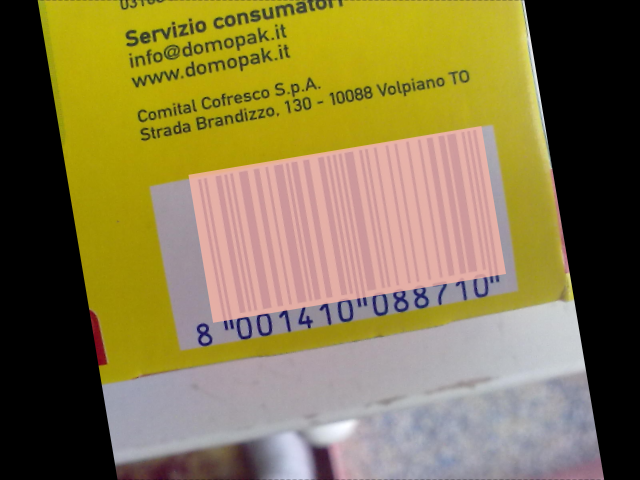 Servizio consumatori
info@domopak.it
www.domopak.it
Comital Cofresco S.p.A.
Strada Brandizzo, 130 - 10088 Volpiano TO
8 "001410"088710"